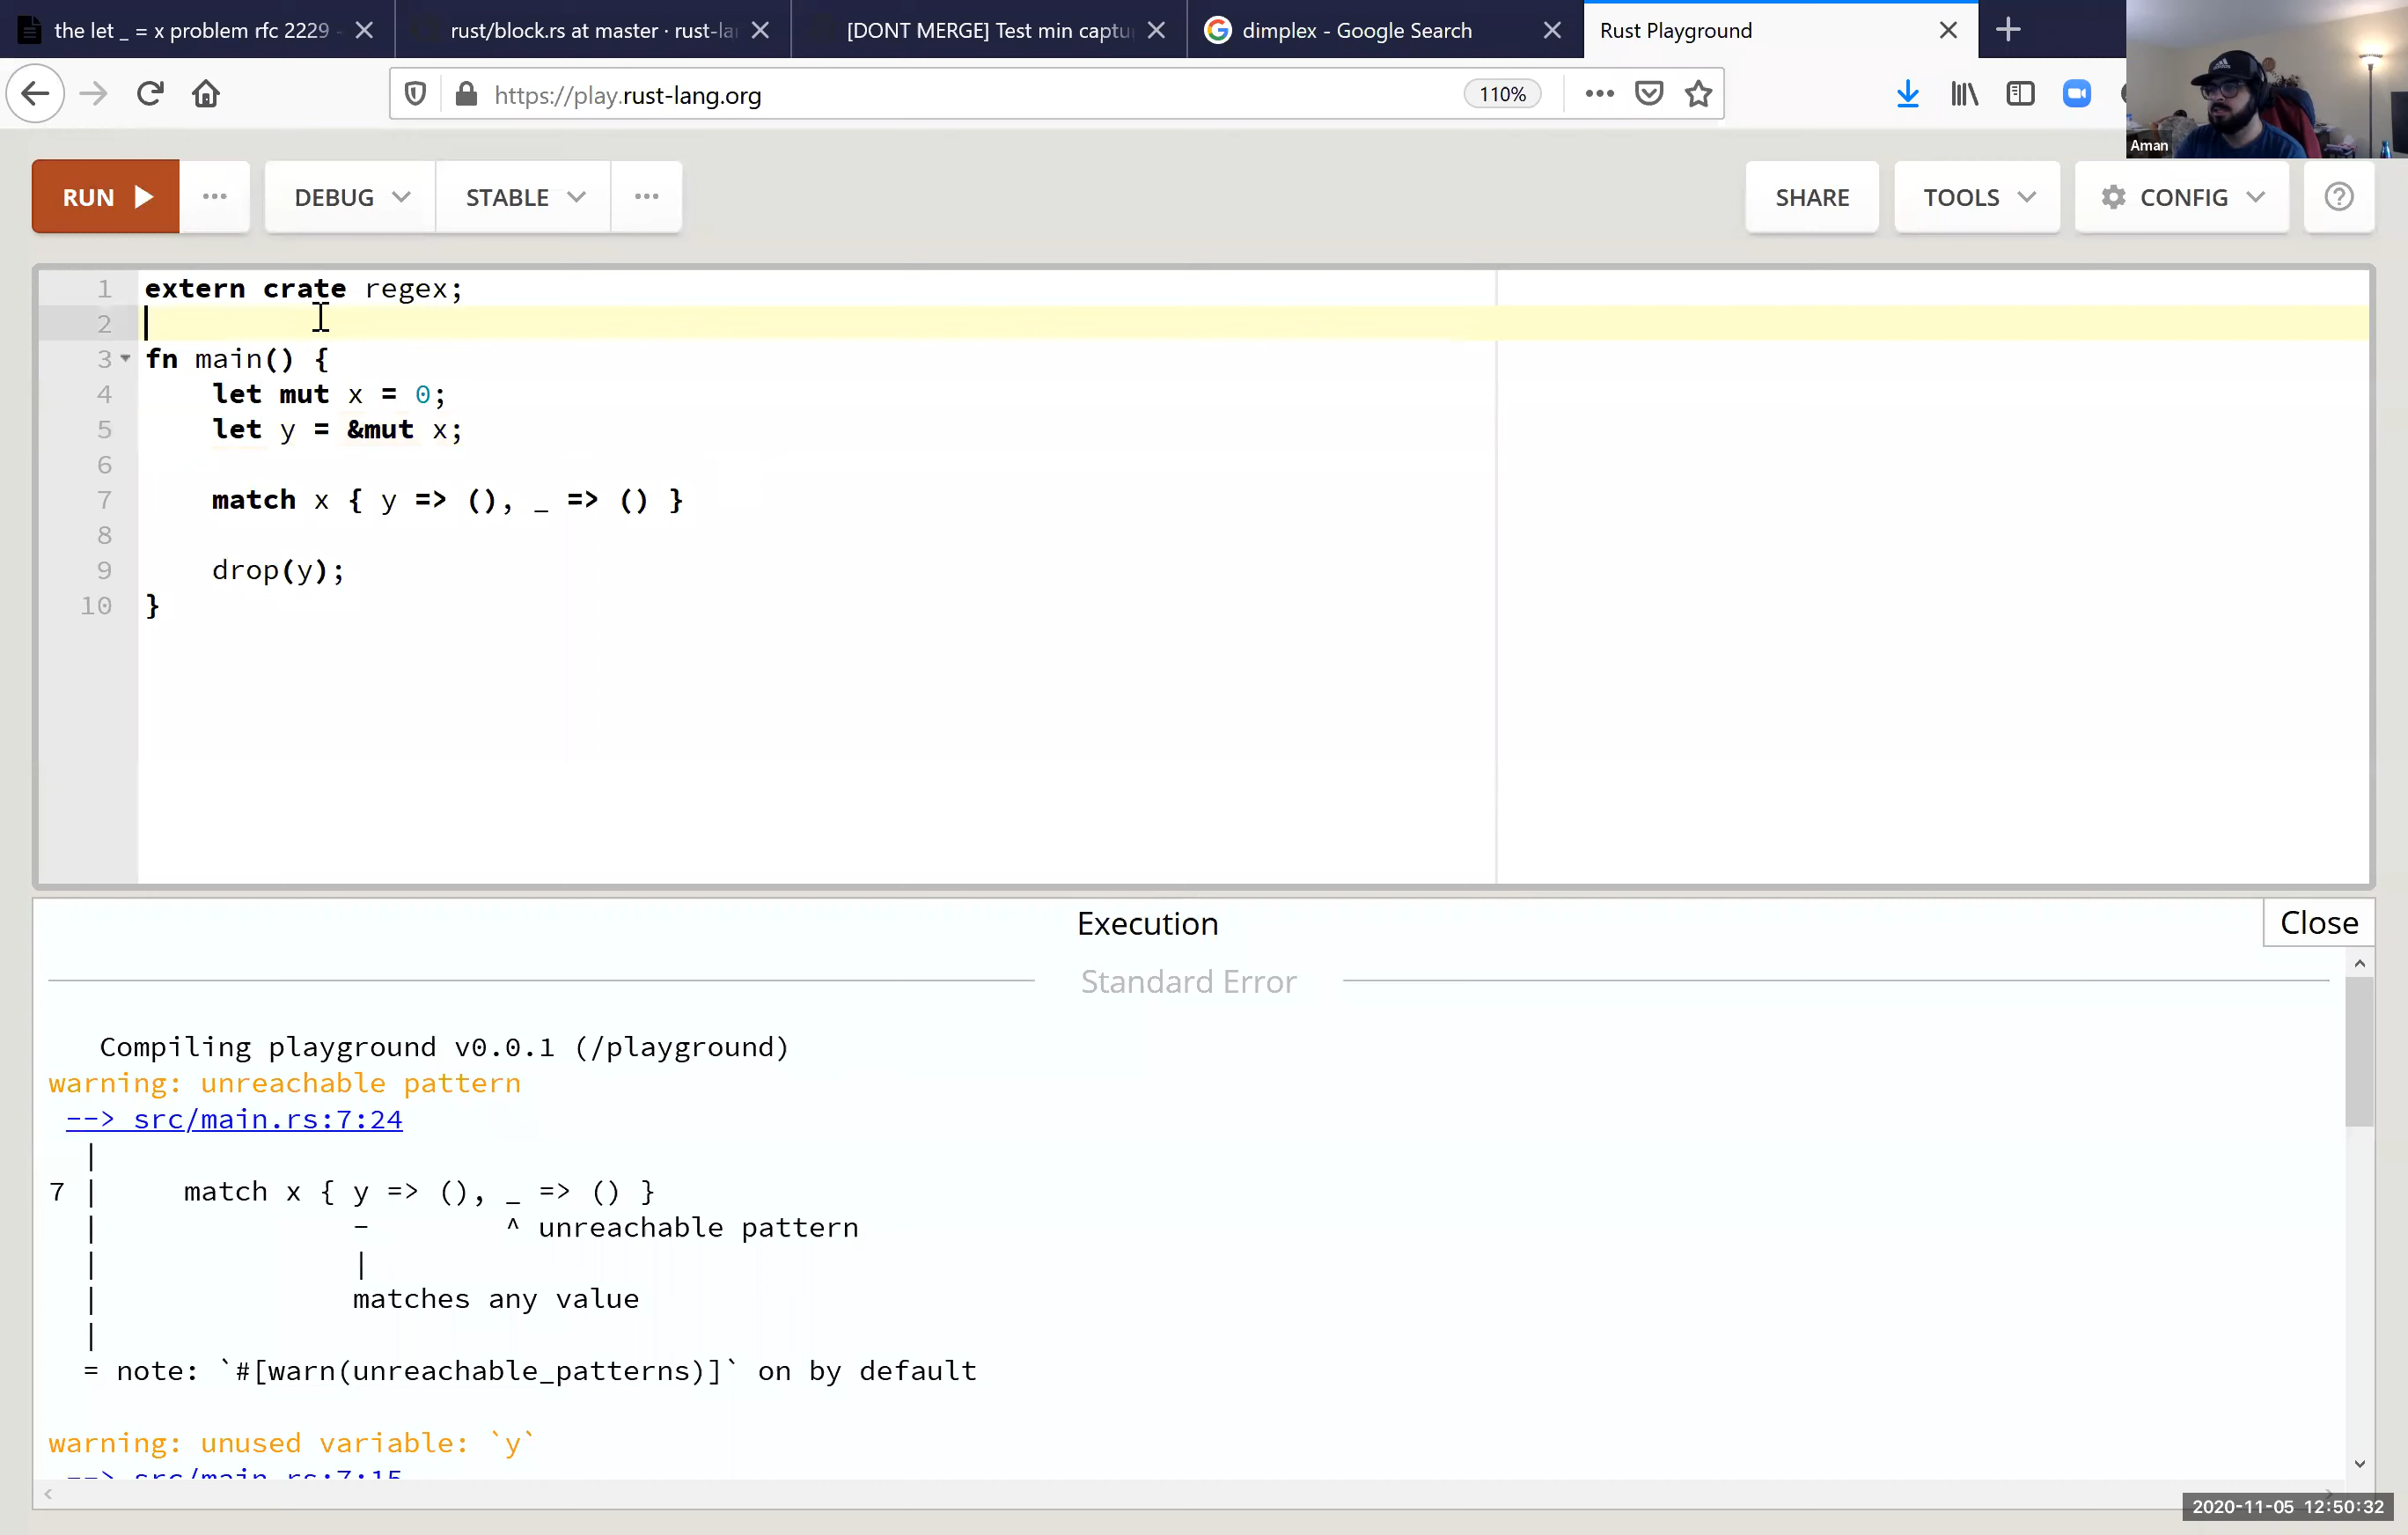 the let _ = x problem rfc 2229
rust/block.rs at master · rust-la
[DONT MERGE] Test min captu
dimplex - Google Search
Rust Playground
https://play.rust-lang.org
110%
Aman
RUN
DEBUG
STABLE
SHARE
TOOLS
CONFIG
1 extern crate regex;
2
3 fn main() {
4 let mut x = 0;
5 let y = &mut x;
6
7 match x { y => (), _ => () }
8
9 drop(y);
10 }
Execution
Close
Standard Error
Compiling playground v0.0.1 (/playground)
warning: unreachable pattern
--> src/main.rs:7:24
|
7 | match x { y => (), _ => () }
| - ^ unreachable pattern
| |
| matches any value
|
= note: `#[warn(unreachable_patterns)]` on by default
warning: unused variable: `y`
--> src/main.rs:7:15
2020-11-05 12:50:32